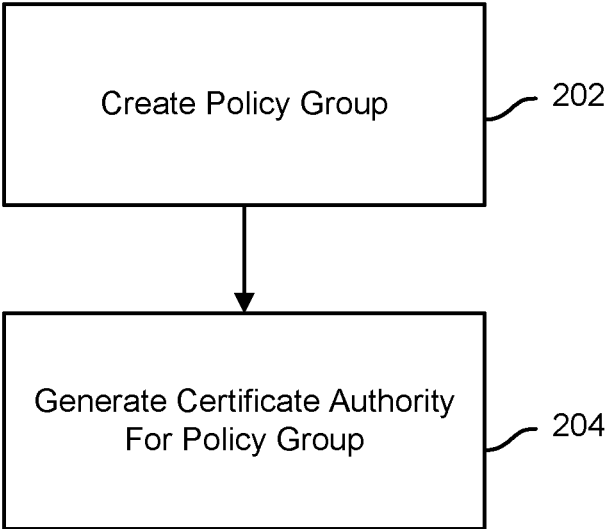 Create Policy Group
202
Generate Certificate Authority
For Policy Group
204